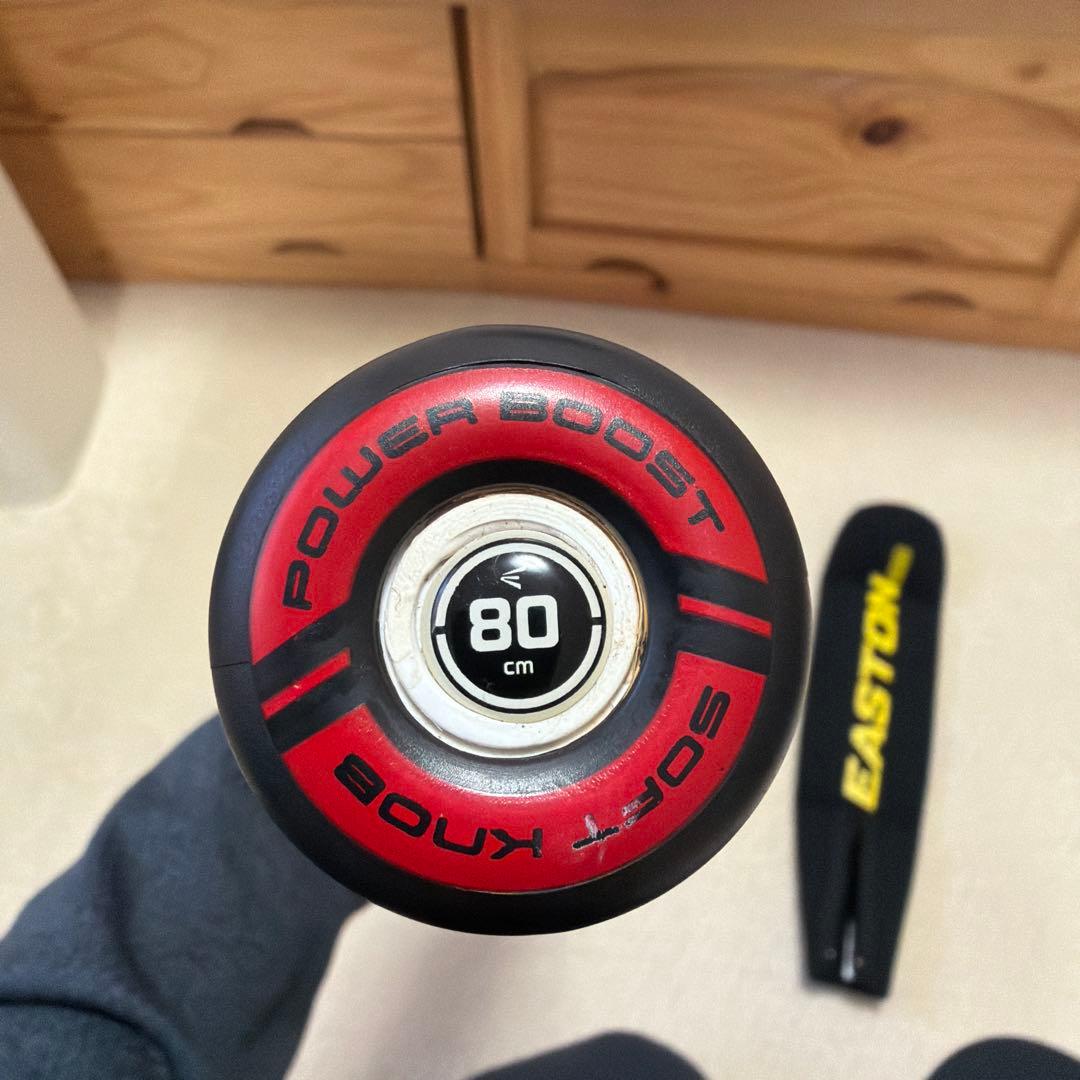 POWER BOOST
80
cm
SOFT KNOB
EASTON